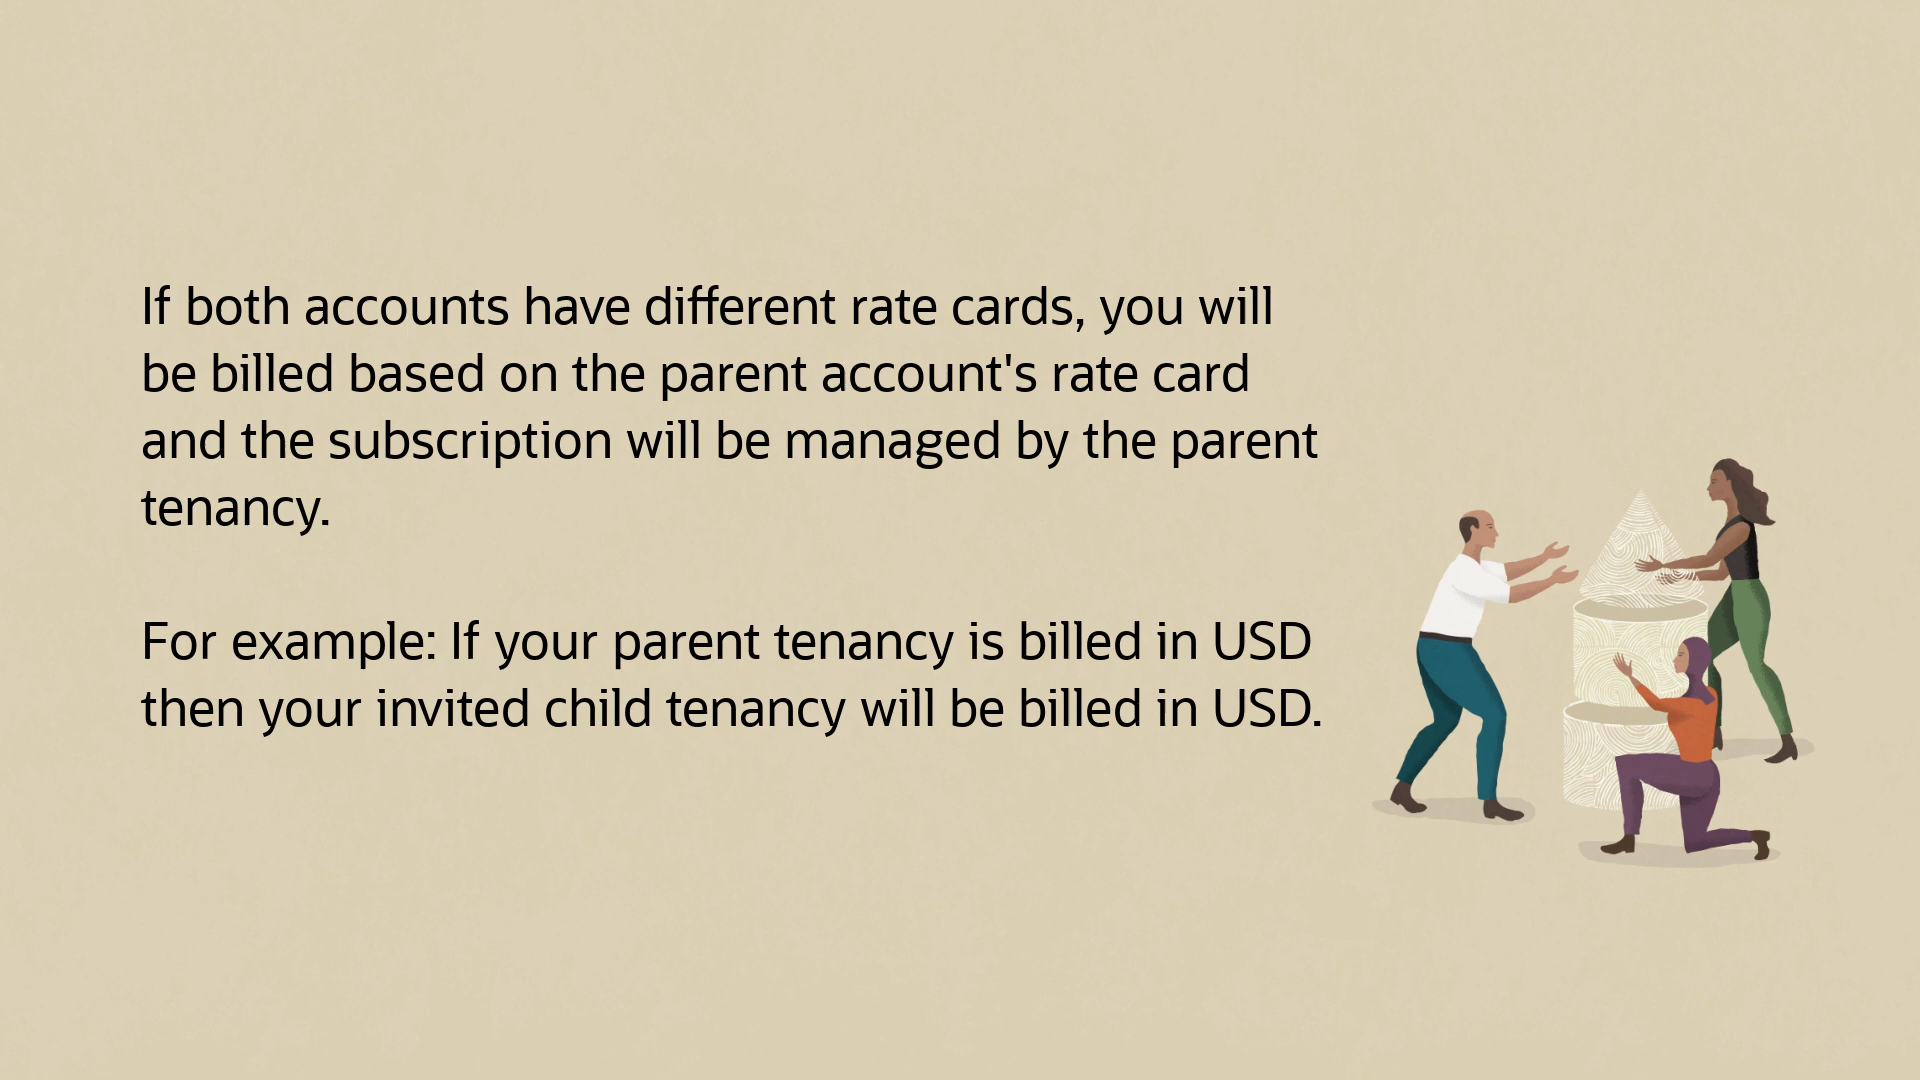 If both accounts have different rate cards, you will
be billed based on the parent account's rate card
and the subscription will be managed by the parent
tenancy.
For example: If your parent tenancy is billed in USD
then your invited child tenancy will be billed in USD.